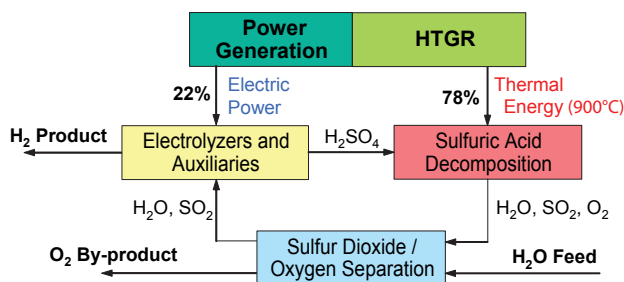 Power
Generation
HTGR
22%
Electric
Power
78%
Thermal
Energy (900℃)
H₂ Product
Electrolyzers and
Auxiliaries
H₂SO₄
Sulfuric Acid
Decomposition
H₂O, SO₂
H₂O, SO₂, O₂
O₂ By-product
Sulfur Dioxide /
Oxygen Separation
H₂O Feed